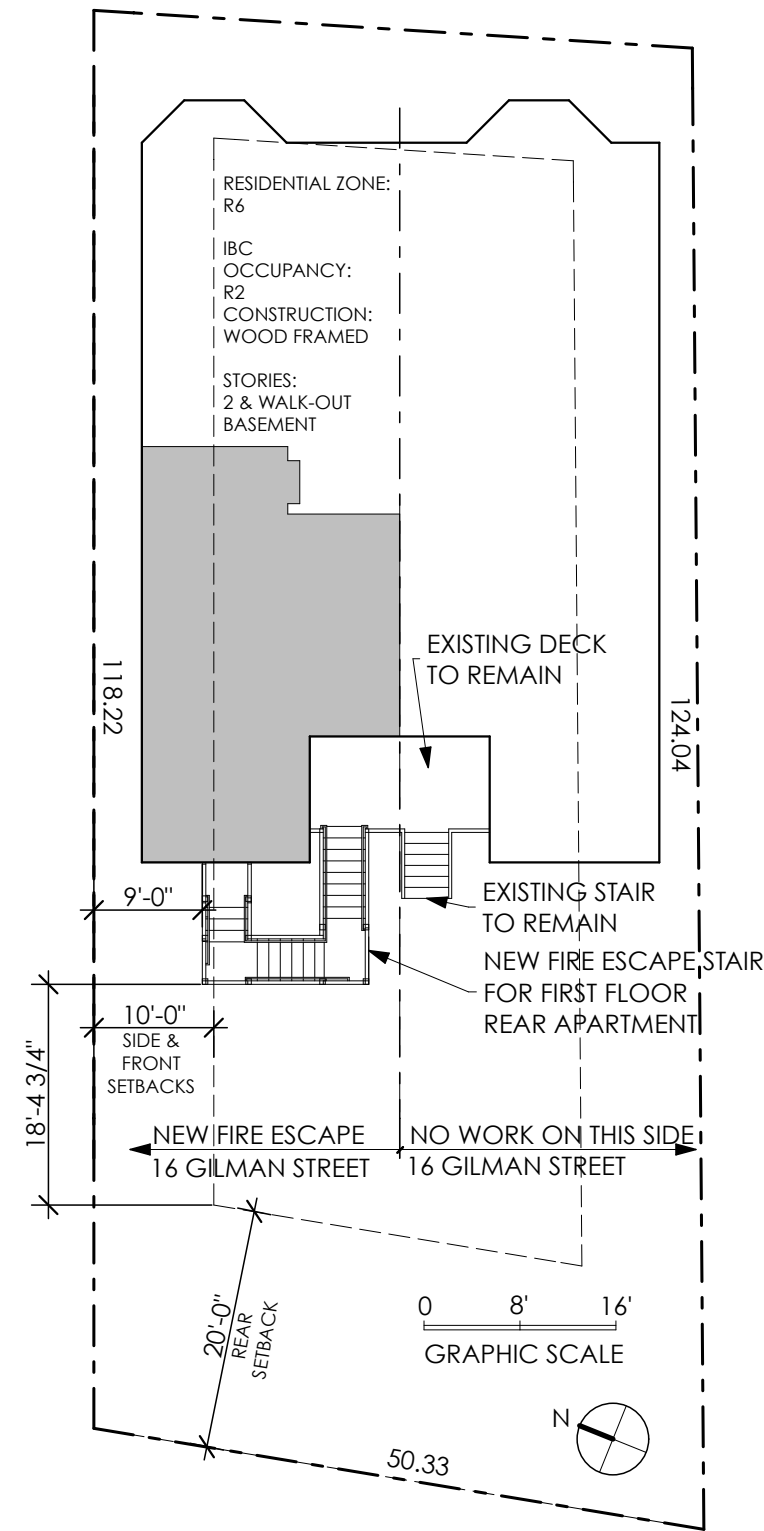 RESIDENTIAL ZONE:
R6
IBC
OCCUPANCY:
R2
CONSTRUCTION:
WOOD FRAMED
STORIES:
2 & WALK-OUT
BASEMENT
EXISTING DECK
TO REMAIN
118.22
124.04
9'-0"
EXISTING STAIR
TO REMAIN
NEW FIRE ESCAPE STAIR
FOR FIRST FLOOR
REAR APARTMENT
10'-0"
SIDE &
FRONT
SETBACKS
18'-4 3/4"
NEW FIRE ESCAPE
16 GILMAN STREET
NO WORK ON THIS SIDE
16 GILMAN STREET
20'-0"
REAR
SETBACK
0 8' 16'
GRAPHIC SCALE
N
50.33